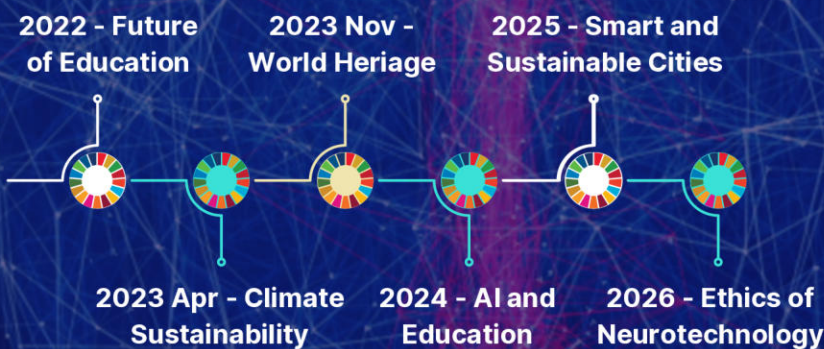 2022 - Future
of Education
2023 Nov -
World Heriage
2025 - Smart and
Sustainable Cities
2023 Apr - Climate
Sustainability
2024 - AI and
Education
2026 - Ethics of
Neurotechnology